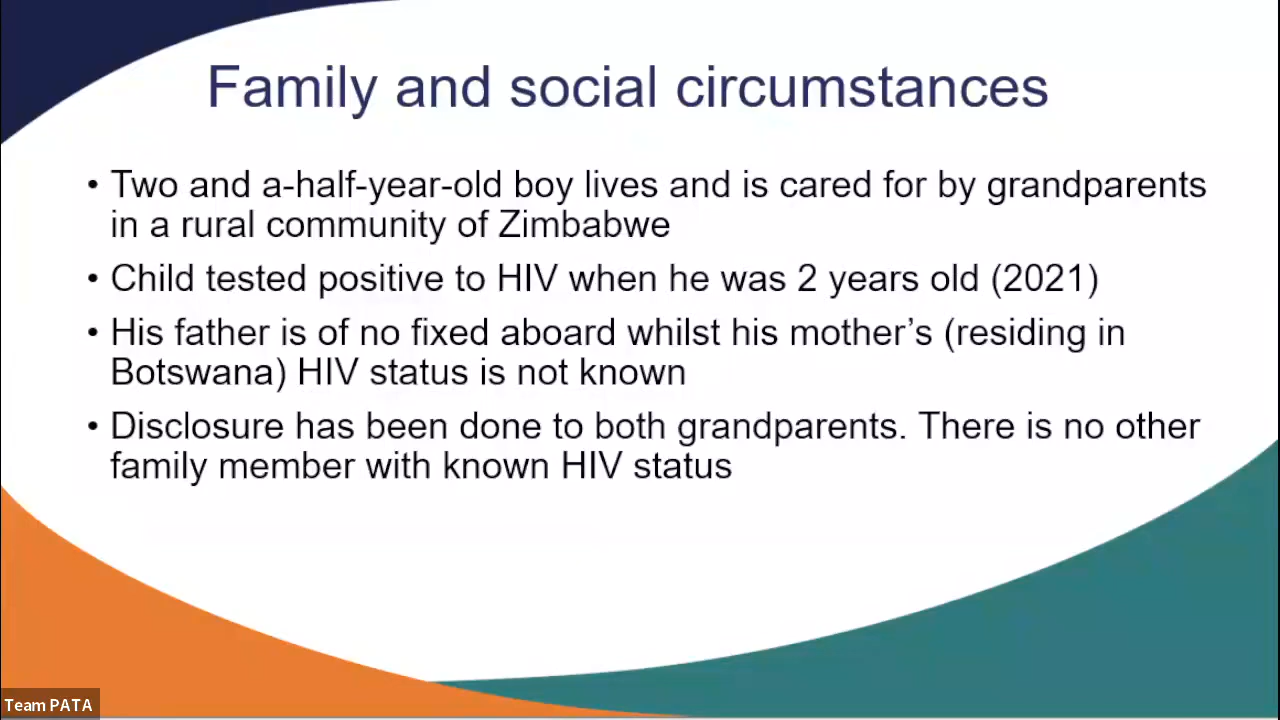 Family and social circumstances
• Two and a-half-year-old boy lives and is cared for by grandparents
in a rural community of Zimbabwe
• Child tested positive to HIV when he was 2 years old (2021)
• His father is of no fixed aboard whilst his mother’s (residing in
Botswana) HIV status is not known
• Disclosure has been done to both grandparents. There is no other
family member with known HIV status
Team PATA